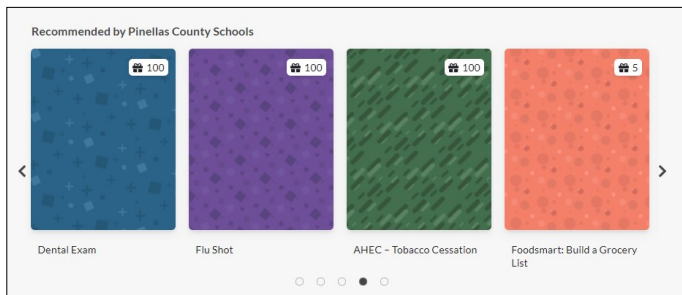 Recommended by Pinellas County Schools
100
100
100
5
Dental Exam
Flu Shot
AHEC – Tobacco Cessation
Foodsmart: Build a Grocery
List